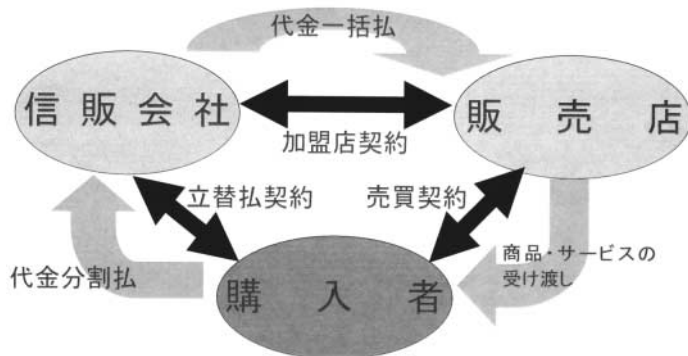 代金一括払
信販会社
販売店
加盟店契約
立替払契約
売買契約
商品・サービスの
受け渡し
代金分割払
購入者